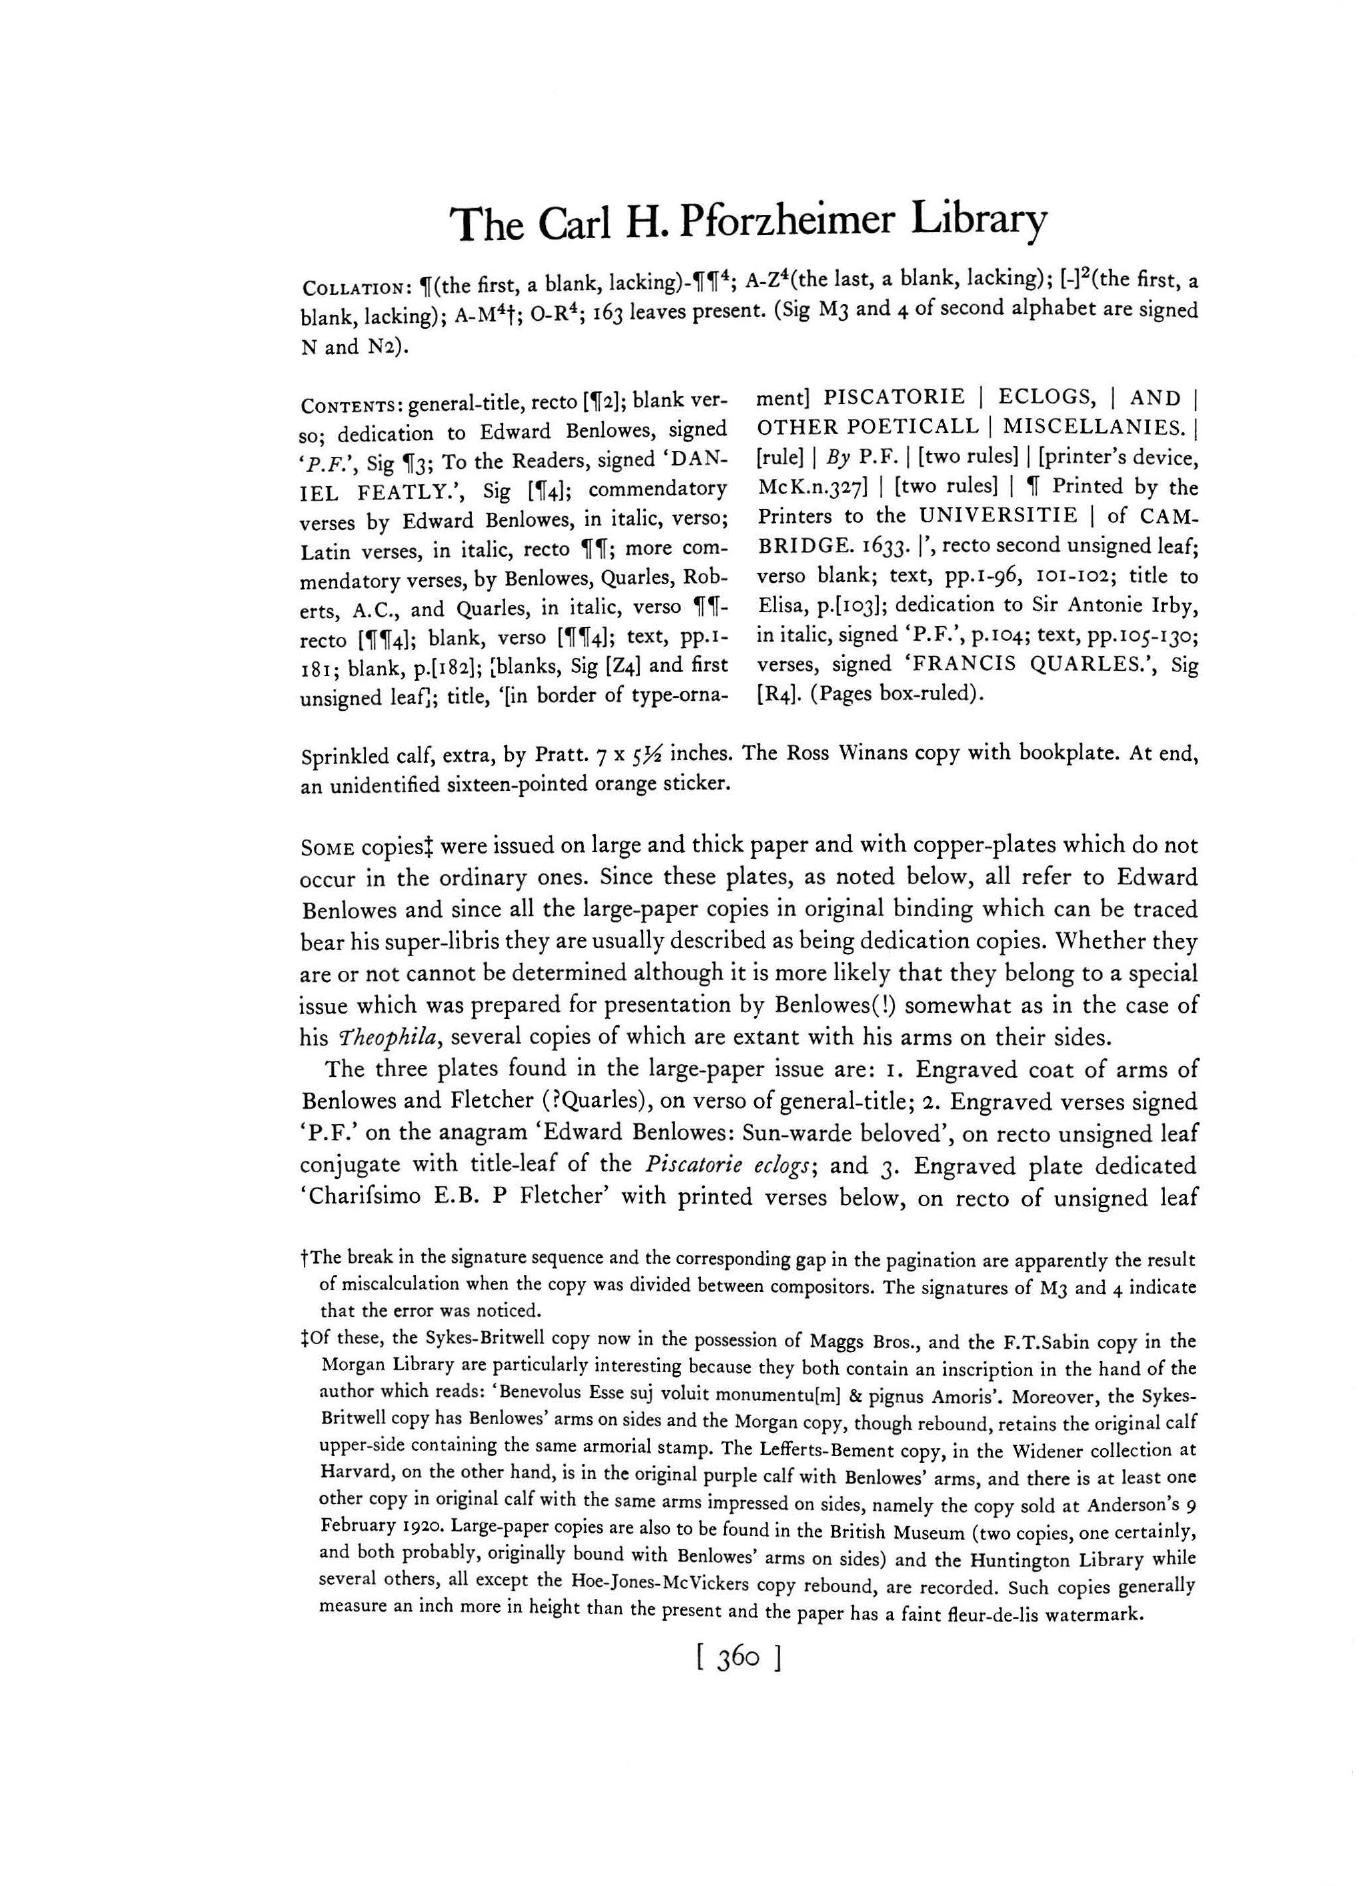 The Carl H. Pforzheimer Library
COLLATION: ¶(the first, a blank, lacking)-¶¶⁴; A-Z⁴(the last, a blank, lacking); [-]²(the first, a
blank, lacking); A-M⁴†; O-R⁴; 163 leaves present. (Sig M3 and 4 of second alphabet are signed
N and N2).
CONTENTS: general-title, recto [¶2]; blank ver-
so; dedication to Edward Benlowes, signed
‘P.F.’, Sig ¶3; To the Readers, signed ‘DAN-
IEL FEATLY.’, Sig [¶4]; commendatory
verses by Edward Benlowes, in italic, verso;
Latin verses, in italic, recto ¶¶; more com-
mendatory verses, by Benlowes, Quarles, Rob-
erts, A.C., and Quarles, in italic, verso ¶¶-
recto [¶¶4]; blank, verso [¶¶4]; text, pp.1-
181; blank, p.[182]; [blanks, Sig [Z4] and first
unsigned leaf]; title, ‘[in border of type-orna-
ment] PISCATORIE | ECLOGS, | AND |
OTHER POETICALL | MISCELLANIES. |
[rule] | By P.F. | [two rules] | [printer’s device,
McK.n.327] | [two rules] | ¶ Printed by the
Printers to the UNIVERSITIE | of CAM-
BRIDGE. 1633. |’, recto second unsigned leaf;
verso blank; text, pp.1-96, 101-102; title to
Elisa, p.[103]; dedication to Sir Antonie Irby,
in italic, signed ‘P.F.’, p.104; text, pp.105-130;
verses, signed ‘FRANCIS QUARLES.’, Sig
[R4]. (Pages box-ruled).
Sprinkled calf, extra, by Pratt. 7 x 5½ inches. The Ross Winans copy with bookplate. At end,
an unidentified sixteen-pointed orange sticker.
SOME copies‡ were issued on large and thick paper and with copper-plates which do not
occur in the ordinary ones. Since these plates, as noted below, all refer to Edward
Benlowes and since all the large-paper copies in original binding which can be traced
bear his super-libris they are usually described as being dedication copies. Whether they
are or not cannot be determined although it is more likely that they belong to a special
issue which was prepared for presentation by Benlowes(!) somewhat as in the case of
his Theophila, several copies of which are extant with his arms on their sides.
The three plates found in the large-paper issue are: 1. Engraved coat of arms of
Benlowes and Fletcher (?Quarles), on verso of general-title; 2. Engraved verses signed
‘P.F.’ on the anagram ‘Edward Benlowes: Sun-warde beloved’, on recto unsigned leaf
conjugate with title-leaf of the Piscatorie eclogs; and 3. Engraved plate dedicated
‘Charifsimo E.B. P Fletcher’ with printed verses below, on recto of unsigned leaf
†The break in the signature sequence and the corresponding gap in the pagination are apparently the result
of miscalculation when the copy was divided between compositors. The signatures of M3 and 4 indicate
that the error was noticed.
‡Of these, the Sykes-Britwell copy now in the possession of Maggs Bros., and the F.T.Sabin copy in the
Morgan Library are particularly interesting because they both contain an inscription in the hand of the
author which reads: ‘Benevolus Esse suj voluit monumentu[m] & pignus Amoris’. Moreover, the Sykes-
Britwell copy has Benlowes’ arms on sides and the Morgan copy, though rebound, retains the original calf
upper-side containing the same armorial stamp. The Lefferts-Bement copy, in the Widener collection at
Harvard, on the other hand, is in the original purple calf with Benlowes’ arms, and there is at least one
other copy in original calf with the same arms impressed on sides, namely the copy sold at Anderson’s 9
February 1920. Large-paper copies are also to be found in the British Museum (two copies, one certainly,
and both probably, originally bound with Benlowes’ arms on sides) and the Huntington Library while
several others, all except the Hoe-Jones-McVickers copy rebound, are recorded. Such copies generally
measure an inch more in height than the present and the paper has a faint fleur-de-lis watermark.
[ 360 ]